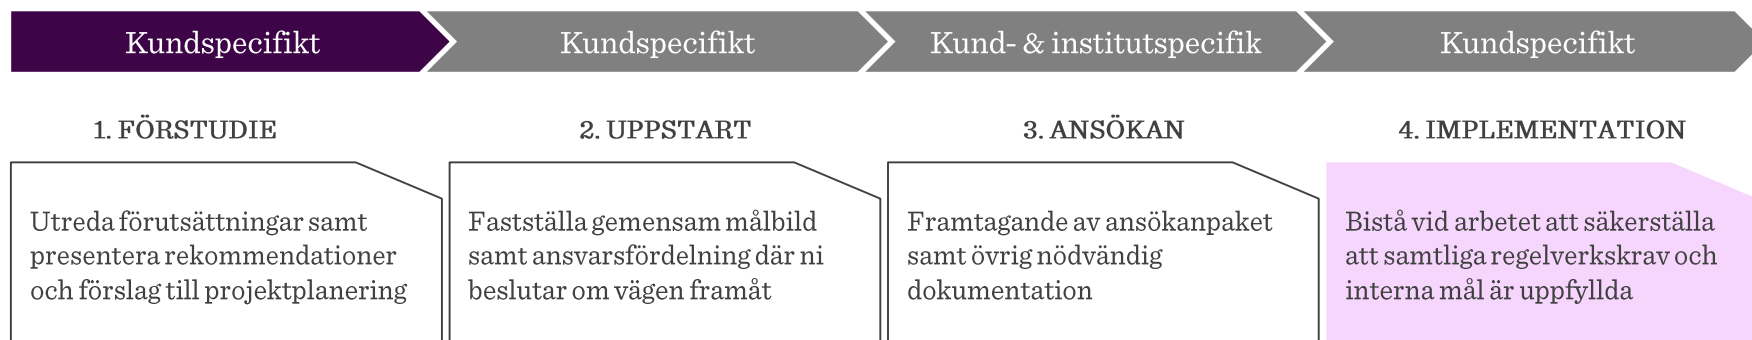 Kundspecifikt
Kundspecifikt
Kund- & institutspecifik
Kundspecifikt
1. FÖRSTUDIE
2. UPPSTART
3. ANSÖKAN
4. IMPLEMENTATION
Utreda förutsättningar samt
presentera rekommendationer
och förslag till projektplanering
Fastställa gemensam målbild
samt ansvarsfördelning där ni
beslutar om vägen framåt
Framtagande av ansökanpaket
samt övrig nödvändig
dokumentation
Bistå vid arbetet att säkerställa
att samtliga regelverkskrav och
interna mål är uppfyllda